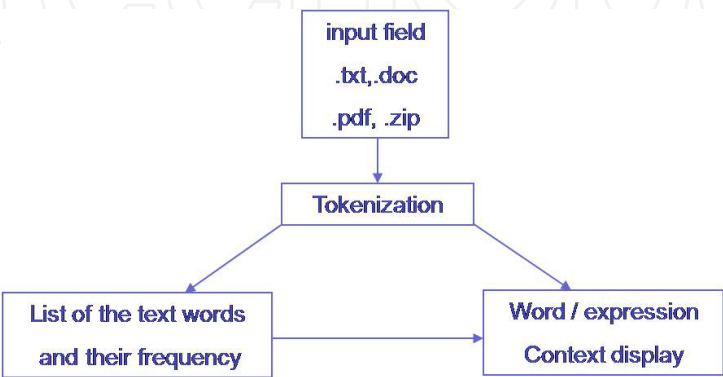 input field
.txt,.doc
.pdf, .zip
Tokenization
List of the text words
and their frequency
Word / expression
Context display